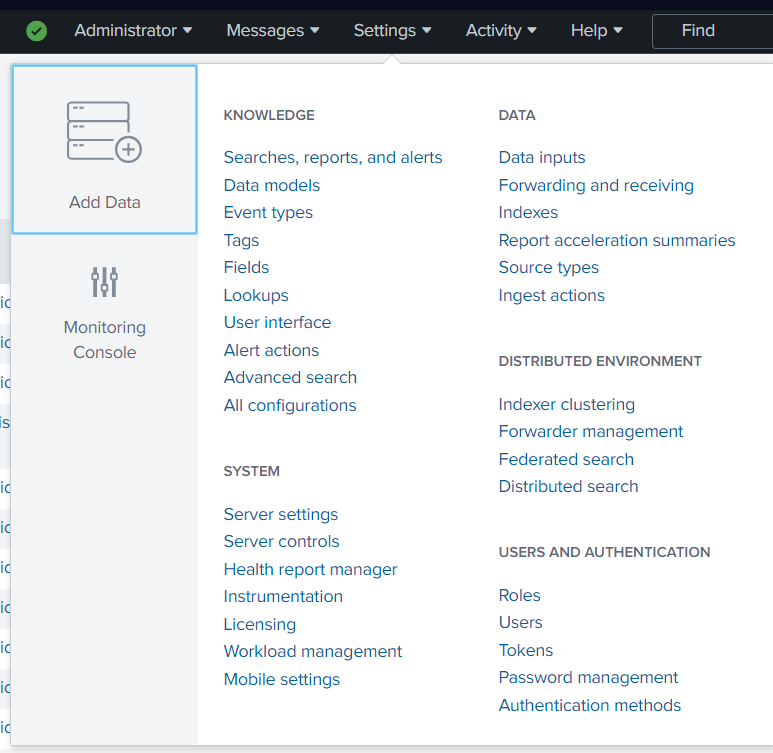 Administrator Messages Settings Activity Help Find
Add Data
Monitoring
Console
KNOWLEDGE
Searches, reports, and alerts
Data models
Event types
Tags
Fields
Lookups
User interface
Alert actions
Advanced search
All configurations
SYSTEM
Server settings
Server controls
Health report manager
Instrumentation
Licensing
Workload management
Mobile settings
DATA
Data inputs
Forwarding and receiving
Indexes
Report acceleration summaries
Source types
Ingest actions
DISTRIBUTED ENVIRONMENT
Indexer clustering
Forwarder management
Federated search
Distributed search
USERS AND AUTHENTICATION
Roles
Users
Tokens
Password management
Authentication methods